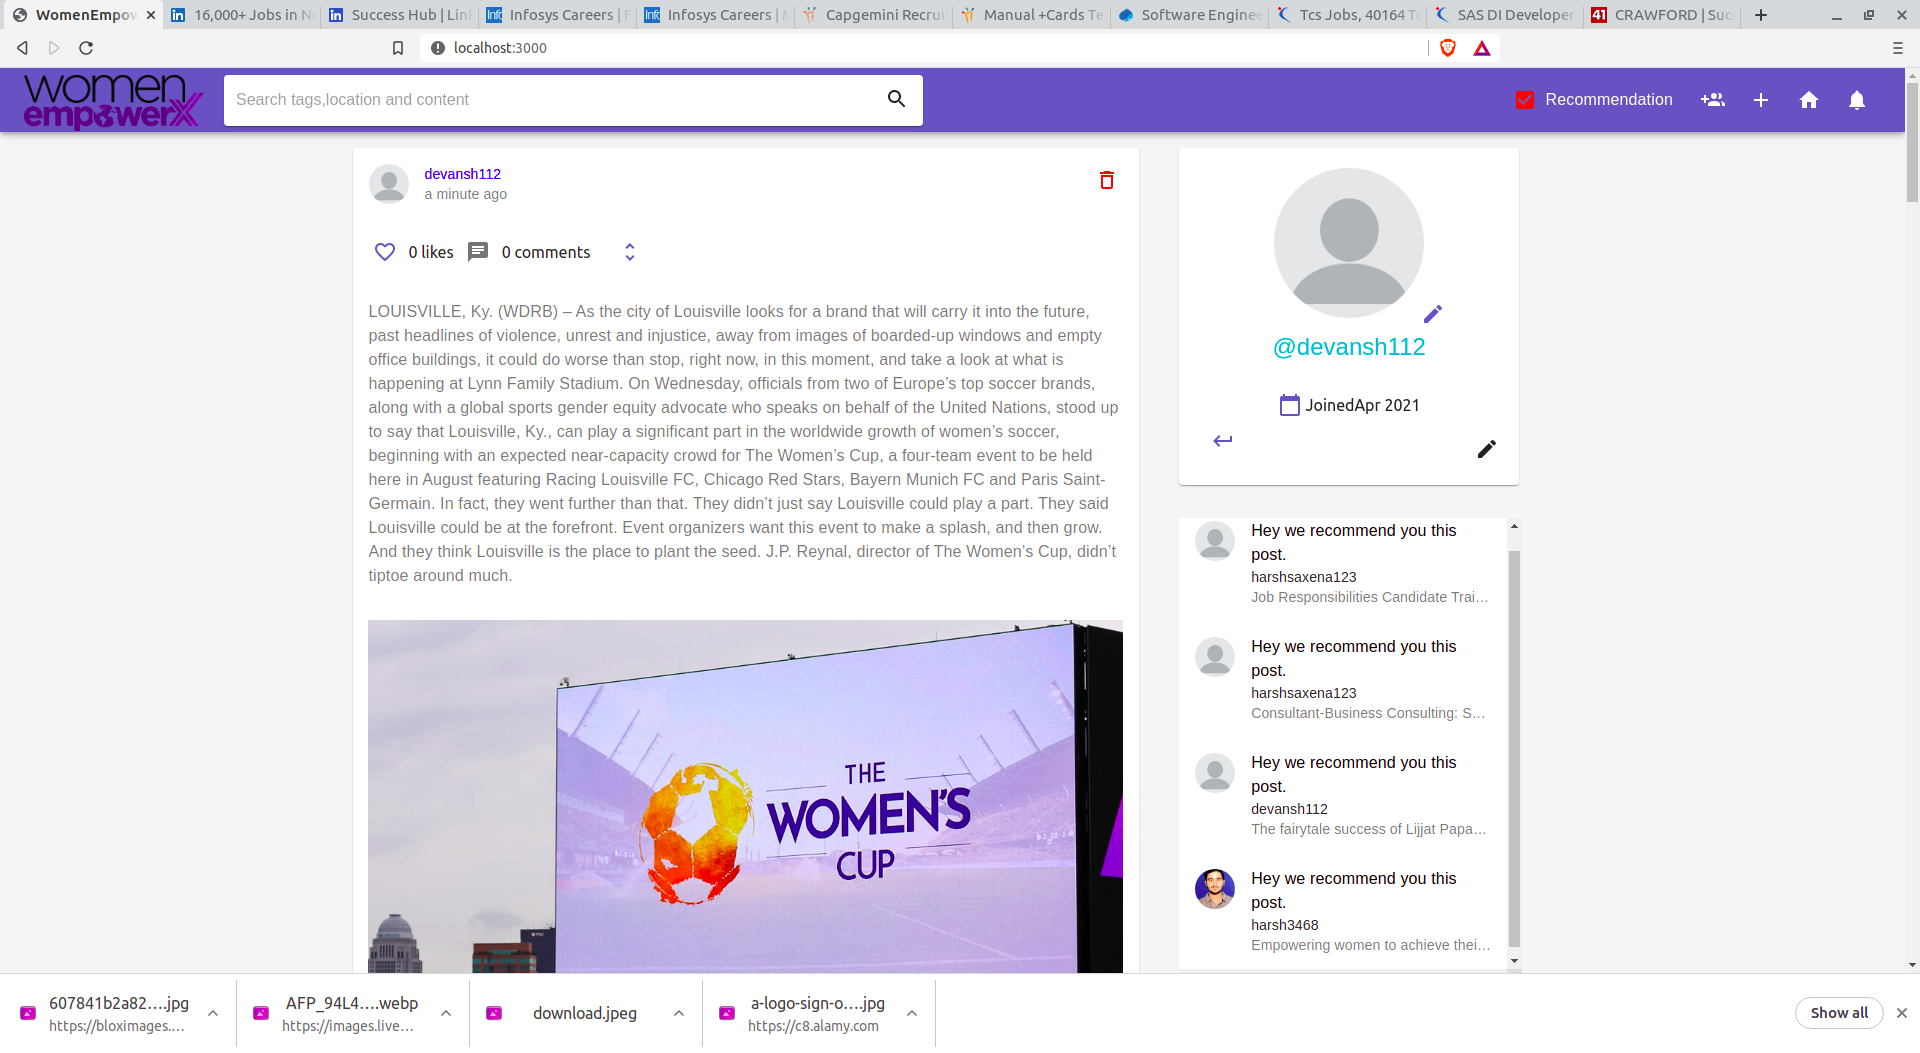 WomenEmpow
16,000+ Jobs in Ne
Success Hub | Link
Infosys Careers | F
Infosys Careers | M
Capgemini Recruit
Manual +Cards Te
Software Enginee
Tcs Jobs, 40164 Tc
SAS DI Developer
41 CRAWFORD | Suc
localhost:3000
women
empowerX
Search tags,location and content
Recommendation
devansh112
a minute ago
0 likes
0 comments
LOUISVILLE, Ky. (WDRB) – As the city of Louisville looks for a brand that will carry it into the future,
past headlines of violence, unrest and injustice, away from images of boarded-up windows and empty
office buildings, it could do worse than stop, right now, in this moment, and take a look at what is
happening at Lynn Family Stadium. On Wednesday, officials from two of Europe’s top soccer brands,
along with a global sports gender equity advocate who speaks on behalf of the United Nations, stood up
to say that Louisville, Ky., can play a significant part in the worldwide growth of women’s soccer,
beginning with an expected near-capacity crowd for The Women’s Cup, a four-team event to be held
here in August featuring Racing Louisville FC, Chicago Red Stars, Bayern Munich FC and Paris Saint-
Germain. In fact, they went further than that. They didn’t just say Louisville could play a part. They said
Louisville could be at the forefront. Event organizers want this event to make a splash, and then grow.
And they think Louisville is the place to plant the seed. J.P. Reynal, director of The Women’s Cup, didn’t
tiptoe around much.
THE
WOMEN'S
CUP
@devansh112
JoinedApr 2021
Hey we recommend you this
post.
harshsaxena123
Job Responsibilities Candidate Trai…
Hey we recommend you this
post.
harshsaxena123
Consultant-Business Consulting: S…
Hey we recommend you this
post.
devansh112
The fairytale success of Lijjat Papa…
Hey we recommend you this
post.
harsh3468
Empowering women to achieve thei…
607841b2a82….jpg
https://bloximages.…
AFP_94L4….webp
https://images.live…
download.jpeg
a-logo-sign-o….jpg
https://c8.alamy.com
Show all